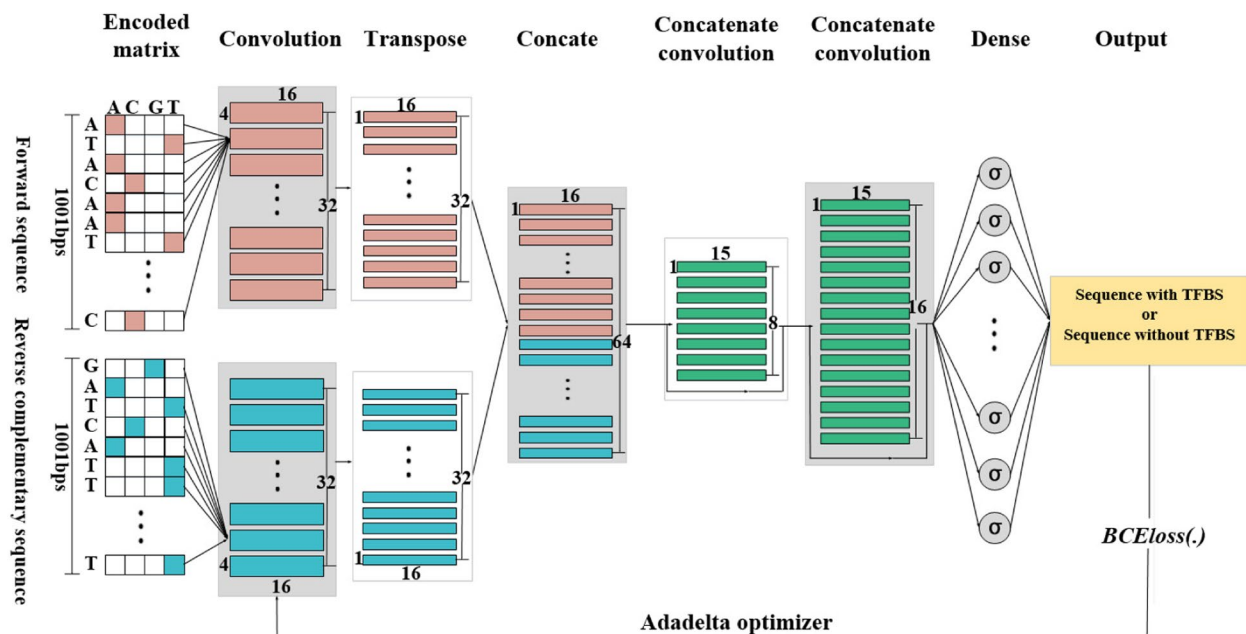 Encoded
matrix
Convolution
Transpose
Concate
Concatenate
convolution
Concatenate
convolution
Dense
Output
Forward sequence
1001bps
A C G T
A
T
A
C
A
A
T
C
16
4
32
16
1
32
Reverse complementary sequence
1001bps
G
A
T
C
A
T
T
T
32
4
16
32
1
16
16
1
64
15
1
8
15
1
16
σ
σ
σ
σ
σ
σ
Sequence with TFBS
or
Sequence without TFBS
BCEloss(.)
Adadelta optimizer